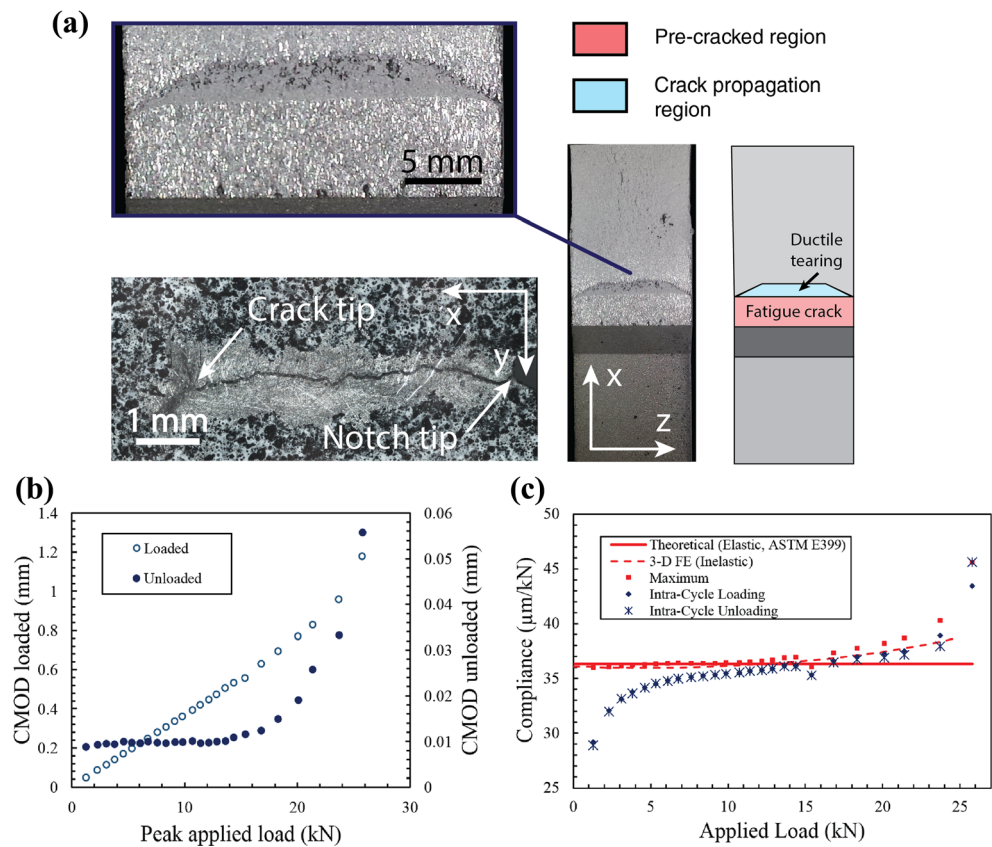 (a)
Pre-cracked region
Crack propagation
region
5 mm
Ductile
tearing
Fatigue crack
Crack tip
x
y
1 mm
Notch tip
x
z
(b)
CMOD loaded (mm)
1.4
1.2
1
0.8
0.6
0.4
0.2
0
Loaded
Unloaded
0.06
0.05
0.04
0.03
0.02
0.01
0
CMOD unloaded (mm)
0 10 20 30
Peak applied load (kN)
(c)
Compliance (µm/kN)
50
45
40
35
30
25
Theoretical (Elastic, ASTM E399)
3-D FE (Inelastic)
Maximum
Intra-Cycle Loading
Intra-Cycle Unloading
0 5 10 15 20 25
Applied Load (kN)